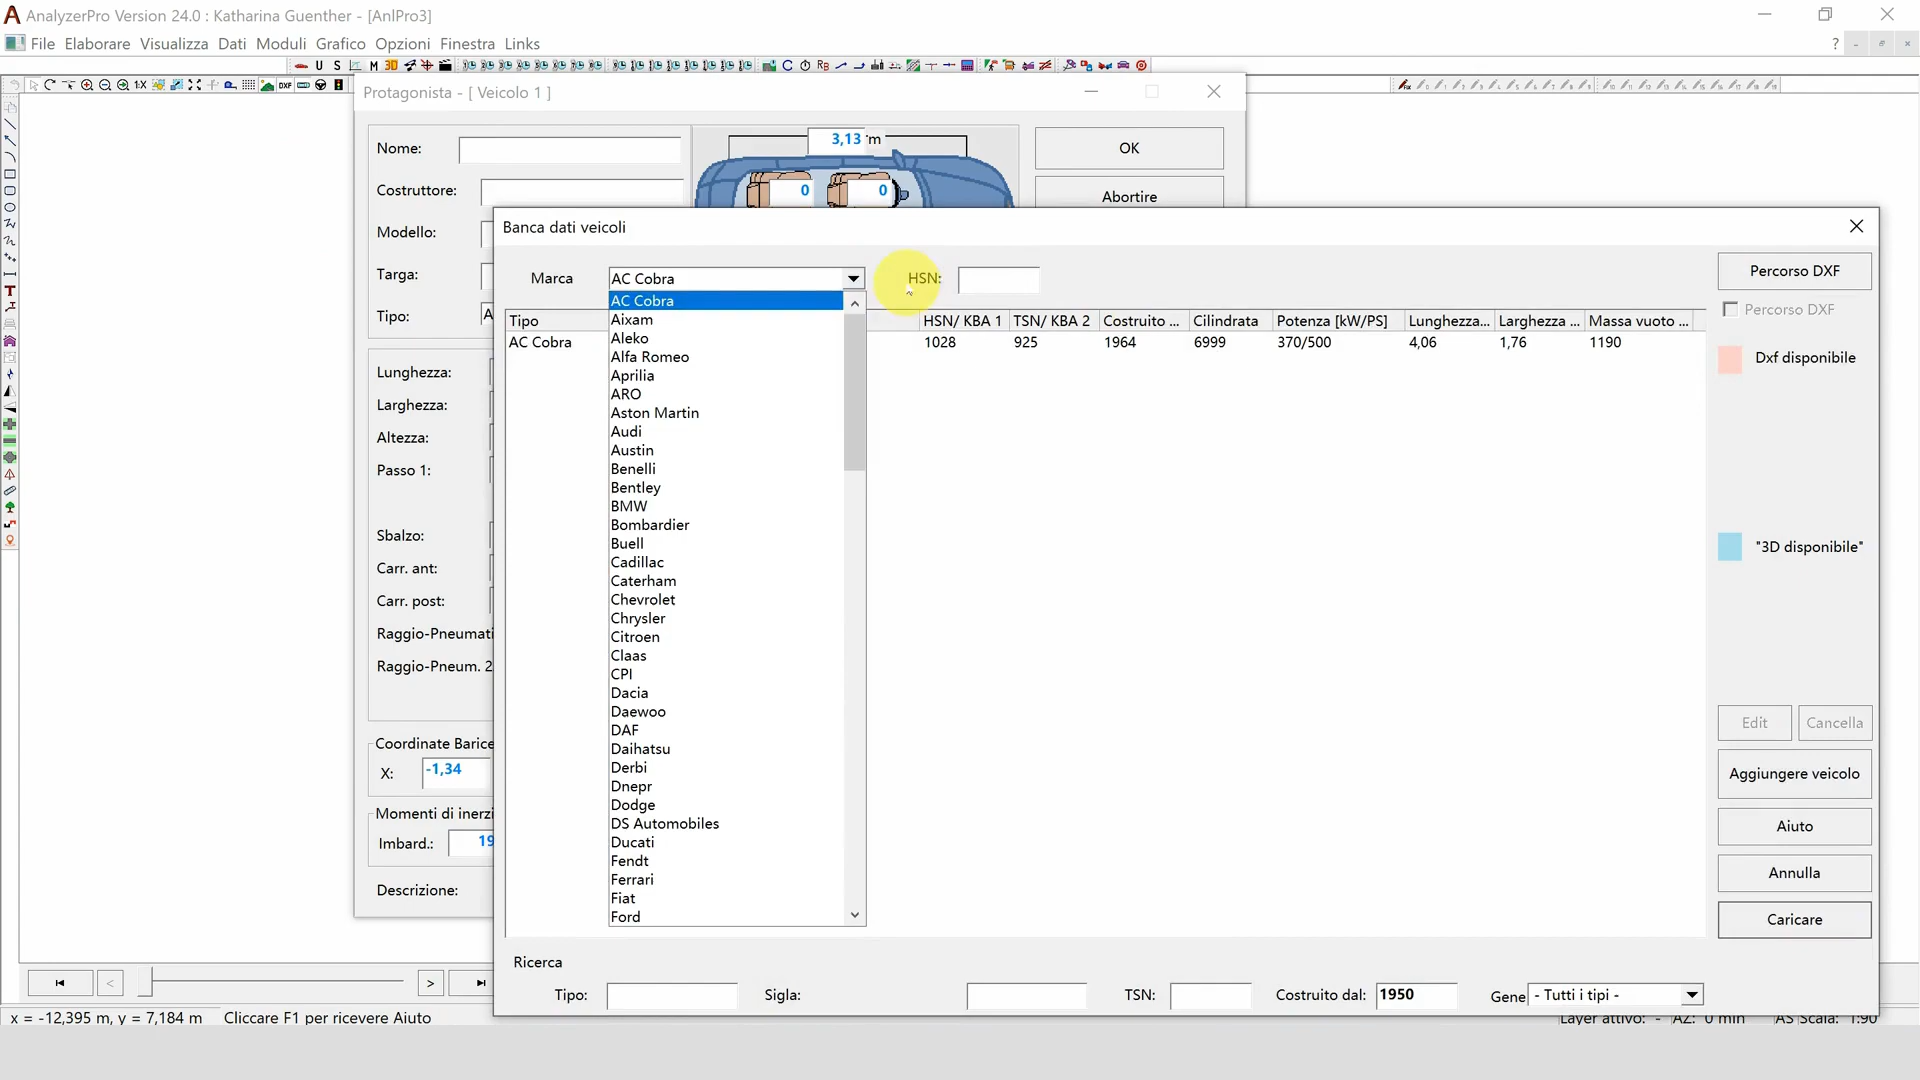 AnalyzerPro Version 24.0 : Katharina Guenther - [AnlPro3]
File Elaborare Visualizza Dati Moduli Grafico Opzioni Finestra Links ?
U S M 3D
1:X DXF
Protagonista - [ Veicolo 1 ]
Nome:
3,13 m
OK
Costruttore:
0 0
Abortire
Modello:
Targa:
Tipo: A
Lunghezza:
Larghezza:
Altezza:
Passo 1:
Sbalzo:
Carr. ant:
Carr. post:
Raggio-Pneumati
Raggio-Pneum. 2
Coordinate Barice
X: -1,34
Momenti di inerzi
Imbard.: 19
Descrizione:
Banca dati veicoli
Marca AC Cobra HSN:
Percorso DXF
Percorso DXF
Tipo HSN/ KBA 1 TSN/ KBA 2 Costruito ... Cilindrata Potenza [kW/PS] Lunghezza... Larghezza ... Massa vuoto ...
AC Cobra 1028 925 1964 6999 370/500 4,06 1,76 1190
AC Cobra
Aixam
Aleko
Alfa Romeo
Aprilia
ARO
Aston Martin
Audi
Austin
Benelli
Bentley
BMW
Bombardier
Buell
Cadillac
Caterham
Chevrolet
Chrysler
Citroen
Claas
CPI
Dacia
Daewoo
DAF
Daihatsu
Derbi
Dnepr
Dodge
DS Automobiles
Ducati
Fendt
Ferrari
Fiat
Ford
Dxf disponibile
"3D disponibile"
Edit Cancella
Aggiungere veicolo
Aiuto
Annulla
Caricare
Ricerca
Tipo: Sigla: TSN: Costruito dal: 1950 Gene - Tutti i tipi -
x = -12,395 m, y = 7,184 m Cliccare F1 per ricevere Aiuto Layer attivo: - AZ: 0 min AS Scala: 1:90